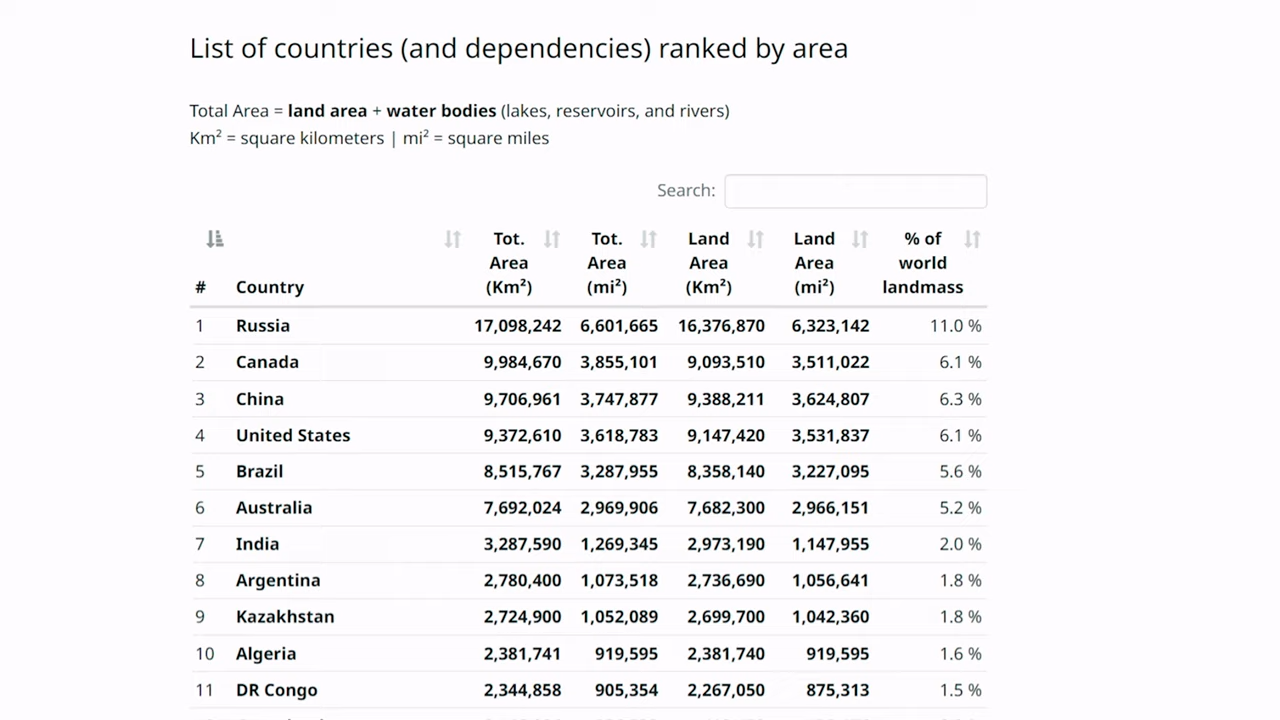 List of countries (and dependencies) ranked by area
Total Area = land area + water bodies (lakes, reservoirs, and rivers)
Km² = square kilometers | mi² = square miles
Search:
# Country Tot. Area (Km²) Tot. Area (mi²) Land Area (Km²) Land Area (mi²) % of world landmass
1 Russia 17,098,242 6,601,665 16,376,870 6,323,142 11.0 %
2 Canada 9,984,670 3,855,101 9,093,510 3,511,022 6.1 %
3 China 9,706,961 3,747,877 9,388,211 3,624,807 6.3 %
4 United States 9,372,610 3,618,783 9,147,420 3,531,837 6.1 %
5 Brazil 8,515,767 3,287,955 8,358,140 3,227,095 5.6 %
6 Australia 7,692,024 2,969,906 7,682,300 2,966,151 5.2 %
7 India 3,287,590 1,269,345 2,973,190 1,147,955 2.0 %
8 Argentina 2,780,400 1,073,518 2,736,690 1,056,641 1.8 %
9 Kazakhstan 2,724,900 1,052,089 2,699,700 1,042,360 1.8 %
10 Algeria 2,381,741 919,595 2,381,740 919,595 1.6 %
11 DR Congo 2,344,858 905,354 2,267,050 875,313 1.5 %